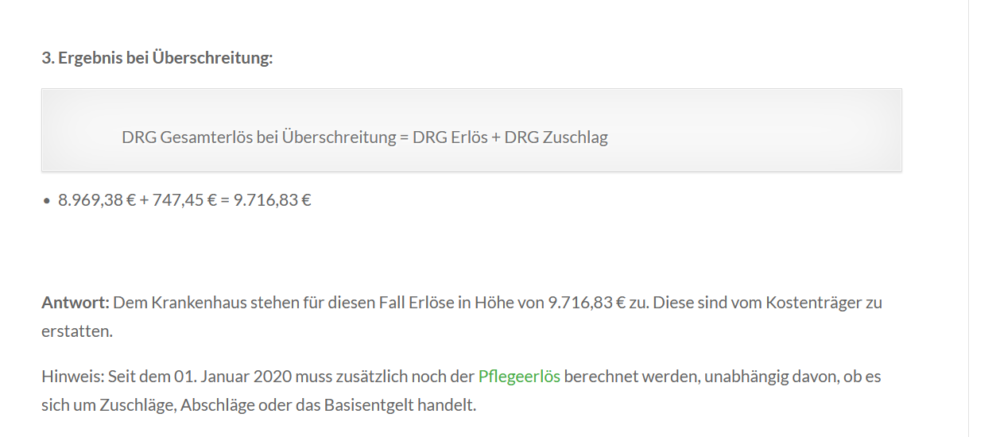 3. Ergebnis bei Überschreitung:
DRG Gesamterlös bei Überschreitung = DRG Erlös + DRG Zuschlag
• 8.969,38 € + 747,45 € = 9.716,83 €
Antwort: Dem Krankenhaus stehen für diesen Fall Erlöse in Höhe von 9.716,83 € zu. Diese sind vom Kostenträger zu
erstatten.
Hinweis: Seit dem 01. Januar 2020 muss zusätzlich noch der Pflegeerlös berechnet werden, unabhängig davon, ob es
sich um Zuschläge, Abschläge oder das Basisentgelt handelt.